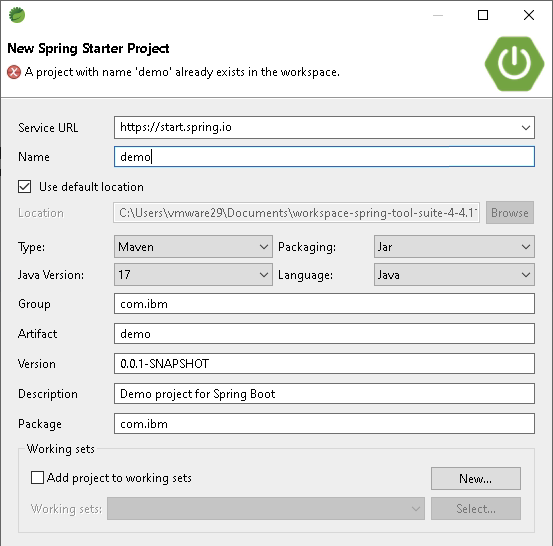 New Spring Starter Project
A project with name 'demo' already exists in the workspace.
Service URL https://start.spring.io
Name demo
Use default location
Location C:\Users\vmware29\Documents\workspace-spring-tool-suite-4-4.1 Browse
Type: Maven Packaging: Jar
Java Version: 17 Language: Java
Group com.ibm
Artifact demo
Version 0.0.1-SNAPSHOT
Description Demo project for Spring Boot
Package com.ibm
Working sets
Add project to working sets New...
Working sets: Select...